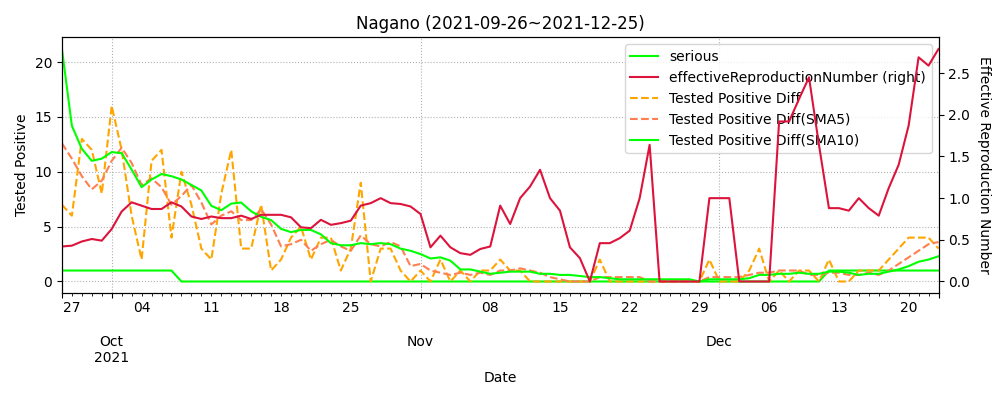 Nagano (2021-09-26~2021-12-25)
Tested Positive
20
15
10
5
0
serious
effectiveReproductionNumber (right)
Tested Positive Diff
Tested Positive Diff(SMA5)
Tested Positive Diff(SMA10)
2.5
2.0
1.5
1.0
0.5
0.0
Effective Reproduction Number
27 04 11 18 25 08 15 22 29 06 13 20
Oct Nov Dec
2021
Date